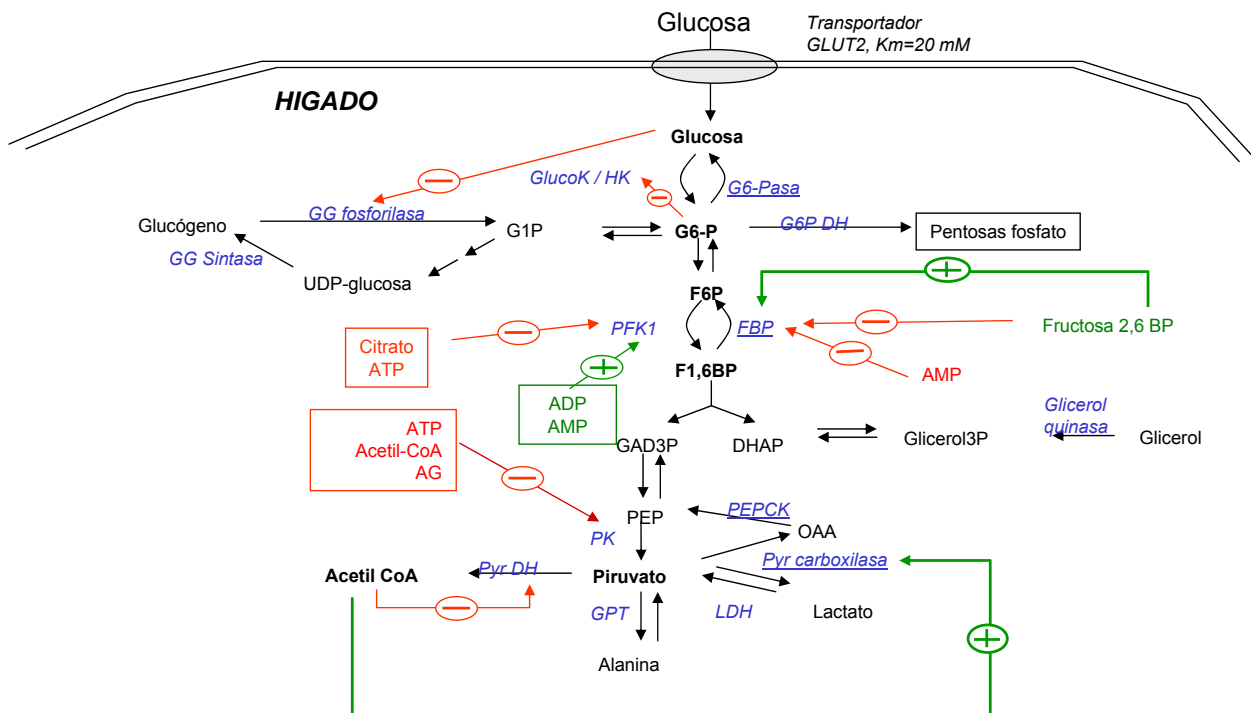 Glucosa
Transportador
GLUT2, Km=20 mM
HIGADO
Glucosa
GlucoK / HK
G6-Pasa
GG fosforilasa
Glucógeno
G1P
G6-P
G6P DH
Pentosas fosfato
GG Sintasa
UDP-glucosa
F6P
PFK1
FBP
Fructosa 2,6 BP
Citrato
ATP
F1,6BP
AMP
ADP
AMP
ATP
Acetil-CoA
AG
GAD3P
DHAP
Glicerol3P
Glicerol
quinasa
Glicerol
PEP
PEPCK
OAA
PK
Pyr carboxilasa
Acetil CoA
Pyr DH
Piruvato
GPT
LDH
Lactato
Alanina